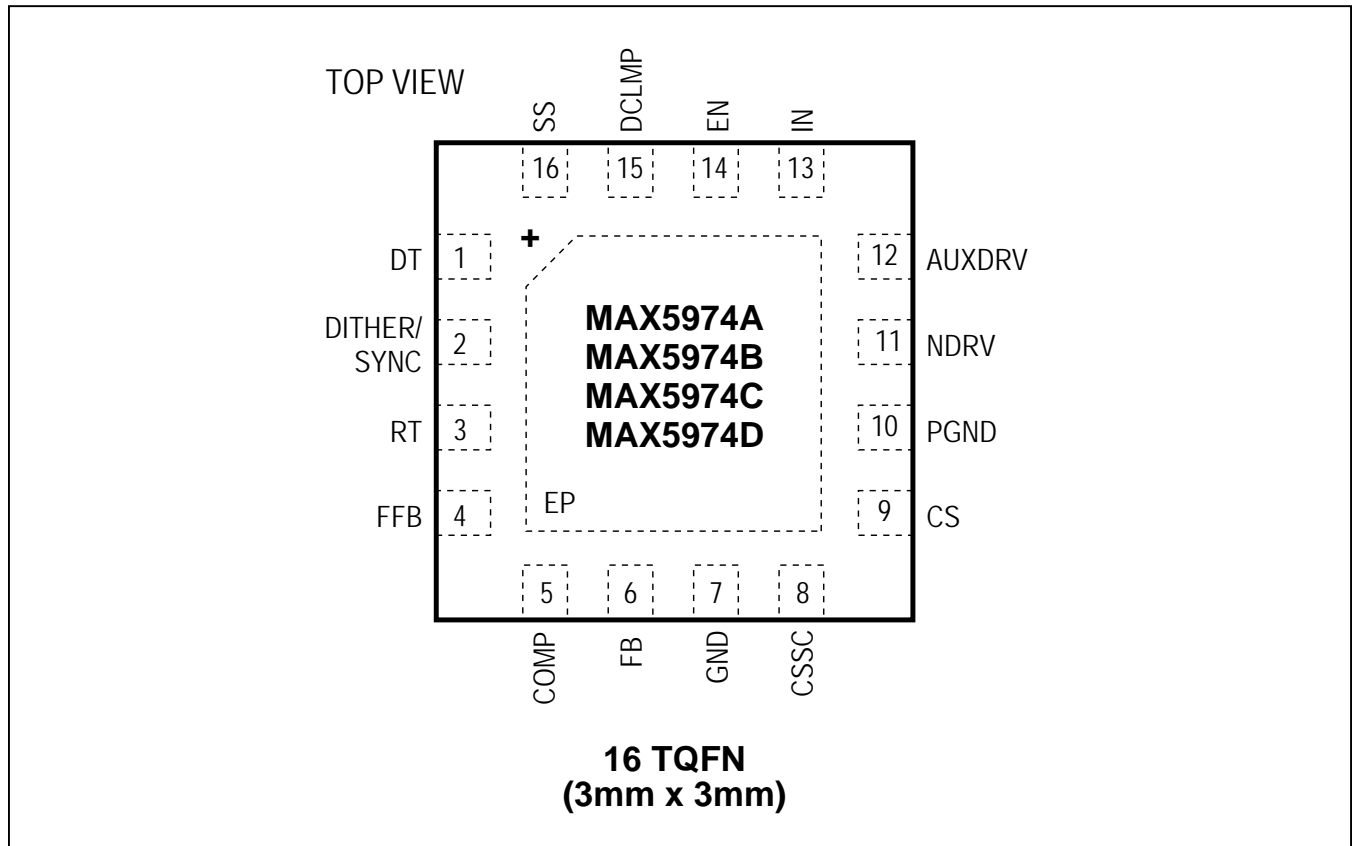 TOP VIEW
SS
DCLMP
EN
IN
16
15
14
13
+
DT
1
12
AUXDRV
DITHER/
SYNC
2
11
NDRV
RT
3
10
PGND
FFB
4
9
CS
MAX5974A
MAX5974B
MAX5974C
MAX5974D
EP
5
6
7
8
COMP
FB
GND
CSSC
16 TQFN
(3mm x 3mm)